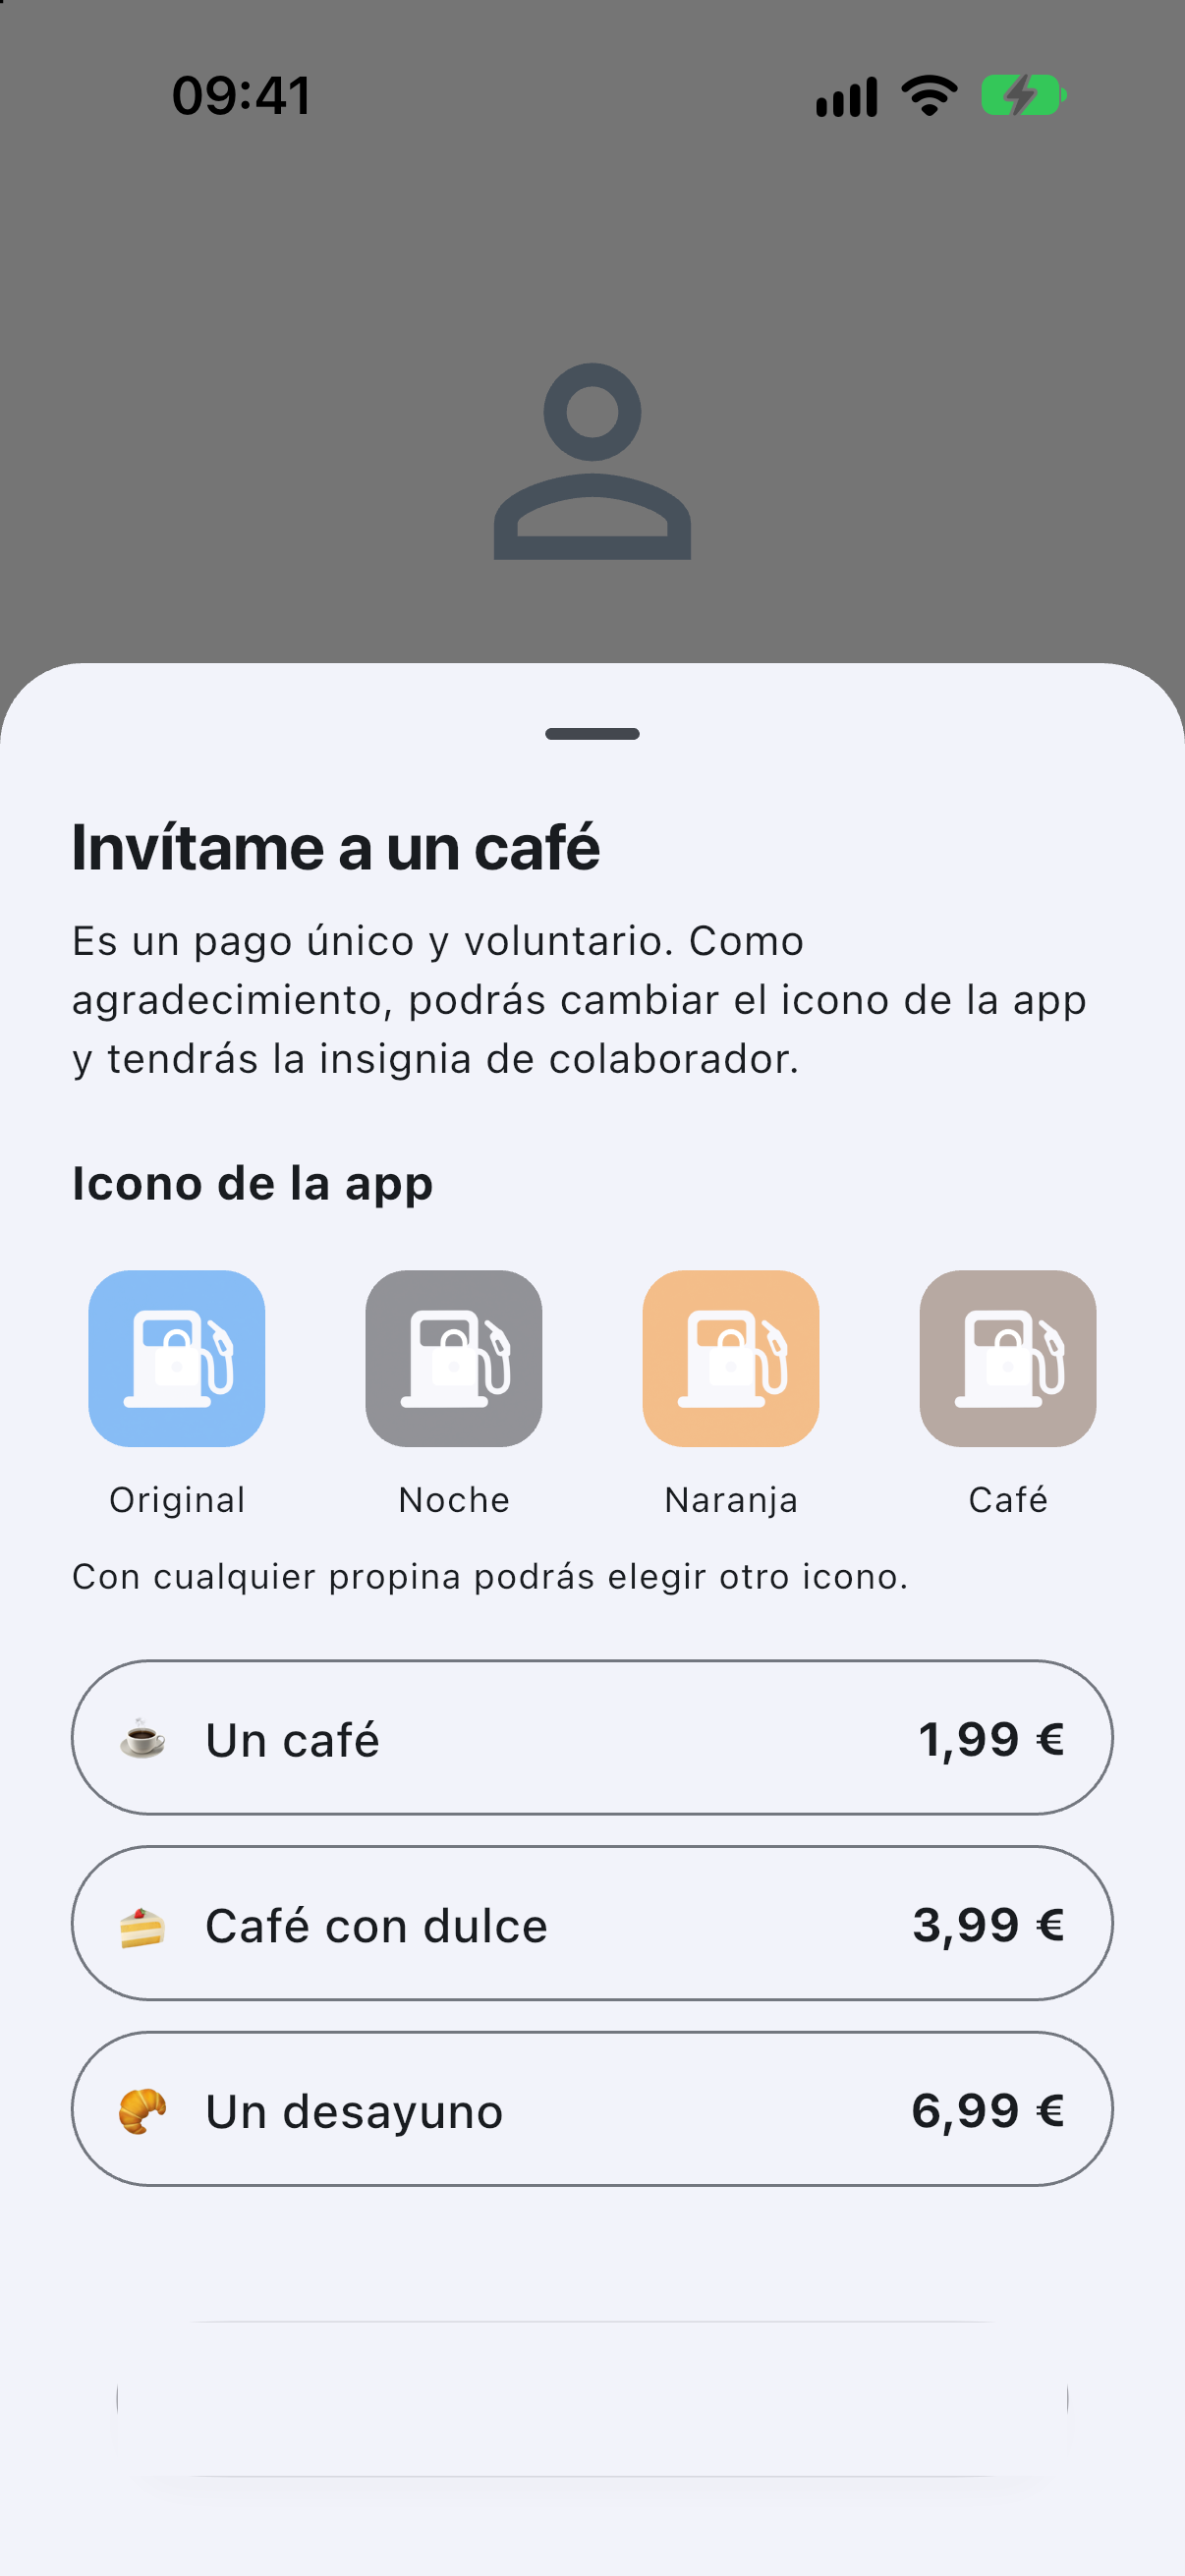 09:41
Invítame a un café
Es un pago único y voluntario. Como
agradecimiento, podrás cambiar el icono de la app
y tendrás la insignia de colaborador.
Icono de la app
Original
Noche
Naranja
Café
Con cualquier propina podrás elegir otro icono.
Un café 1,99 €
Café con dulce 3,99 €
Un desayuno 6,99 €